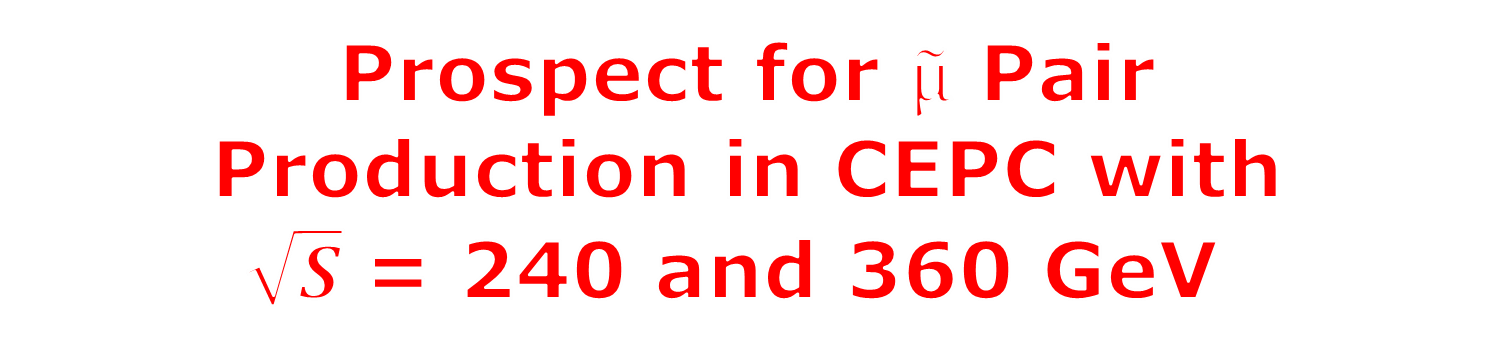 Prospect for μ̃ Pair
Production in CEPC with
√S = 240 and 360 GeV